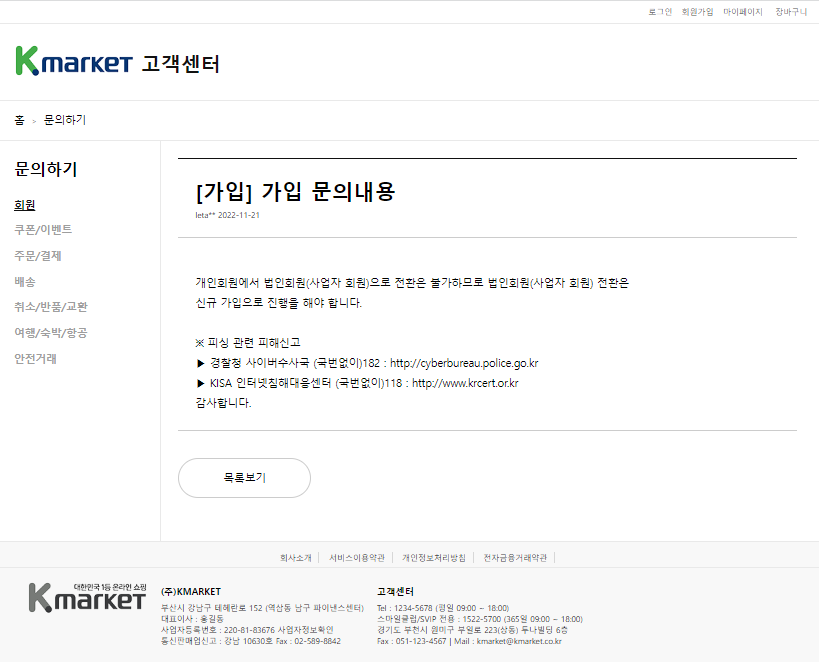 로그인 회원가입 마이페이지 장바구니
Kmarket 고객센터
홈 > 문의하기
문의하기
회원
쿠폰/이벤트
주문/결제
배송
취소/반품/교환
여행/숙박/항공
안전거래
[가입] 가입 문의내용
leta** 2022-11-21
개인회원에서 법인회원(사업자 회원)으로 전환은 불가하므로 법인회원(사업자 회원) 전환은
신규 가입으로 진행을 해야 합니다.
※ 피싱 관련 피해신고
▶ 경찰청 사이버수사국 (국번없이)182 : http://cyberbureau.police.go.kr
▶ KISA 인터넷침해대응센터 (국번없이)118 : http://www.krcert.or.kr
감사합니다.
목록보기
회사소개 서비스이용약관 개인정보처리방침 전자금융거래약관
대한민국 1등 온라인 쇼핑
Kmarket
(주)KMARKET
부산시 강남구 테헤란로 152 (역삼동 남구 파이낸스센터)
대표이사 : 홍길동
사업자등록번호 : 220-81-83676 사업자정보확인
통신판매업신고 : 강남 10630호 Fax : 02-589-8842
고객센터
Tel : 1234-5678 (평일 09:00 ~ 18:00)
스마일클럽/SVIP 전용 : 1522-5700 (365일 09:00 ~ 18:00)
경기도 부천시 원미구 부일로 223(상동) 투나빌딩 6층
Fax : 051-123-4567 | Mail : kmarket@kmarket.co.kr